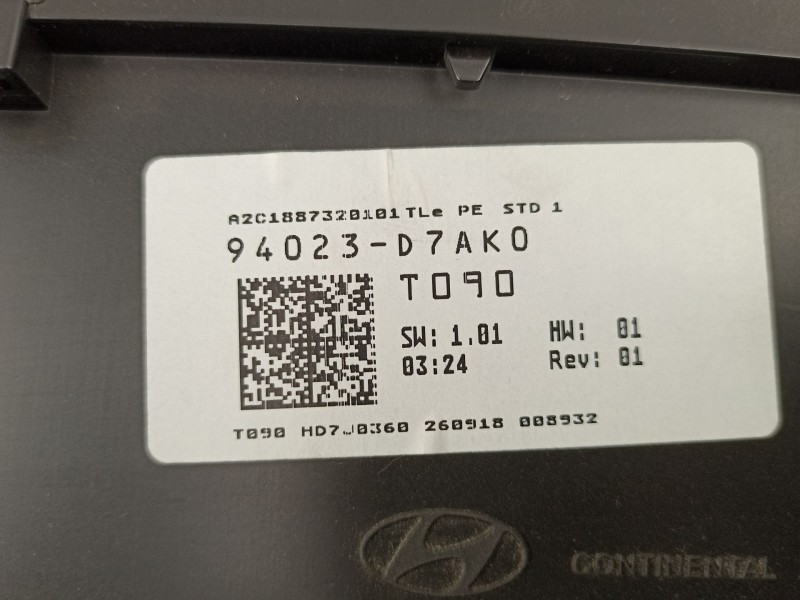 A2C1887320101 TLe PE STD 1
94023-D7AK0
T090
SW: 1.01 HW: 01
03:24 Rev: 01
T090 HD7J0360 260918 008932
CONTINENTAL